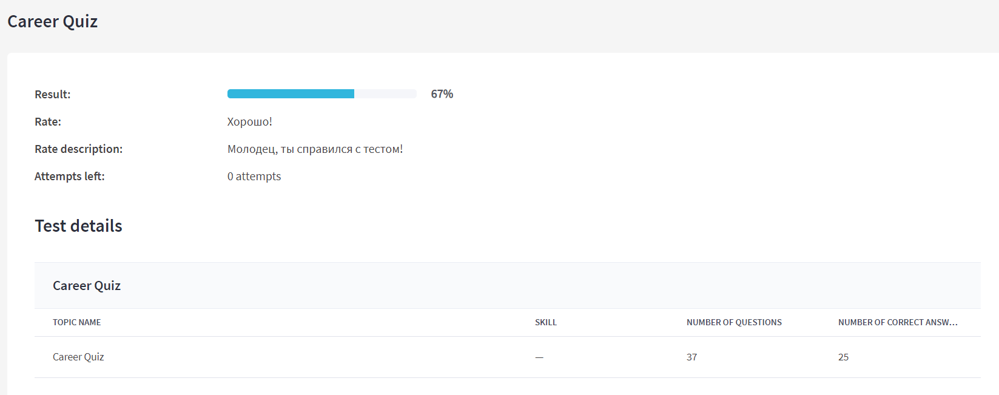 Career Quiz
Result: 67%
Rate: Хорошо!
Rate description: Молодец, ты справился с тестом!
Attempts left: 0 attempts
Test details
Career Quiz
TOPIC NAME SKILL NUMBER OF QUESTIONS NUMBER OF CORRECT ANSW...
Career Quiz — 37 25